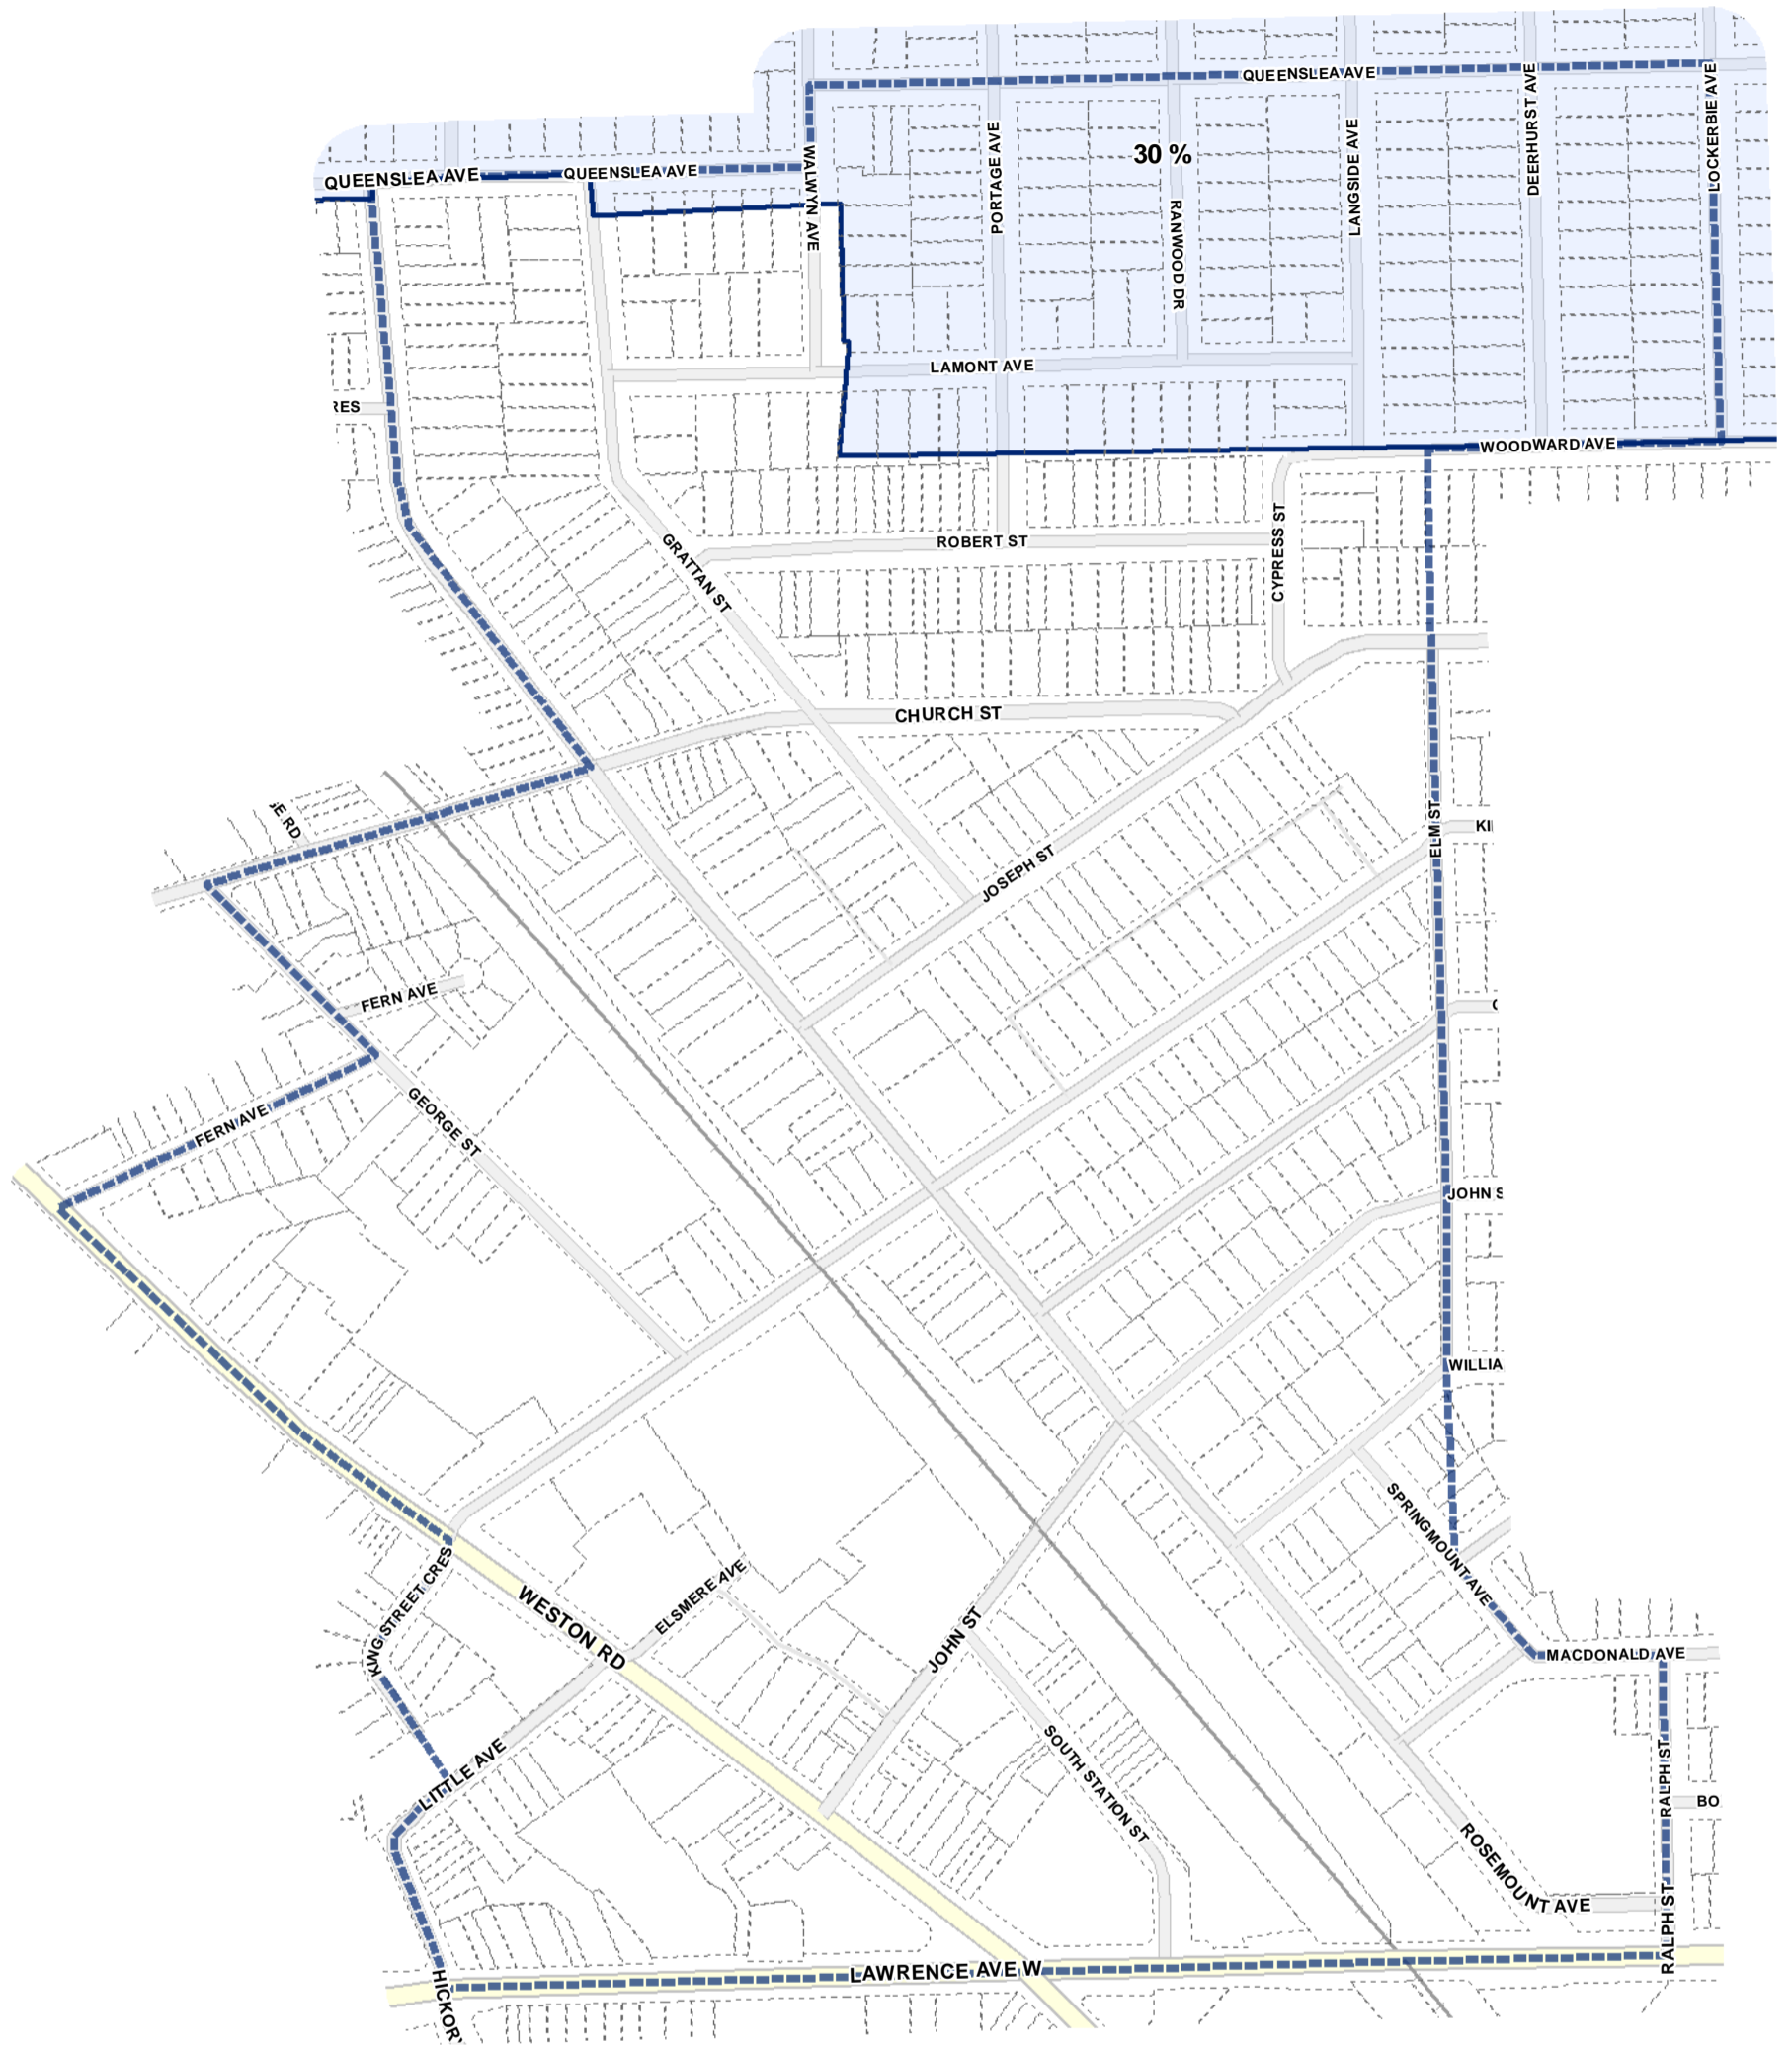 QUEENSLEA AVE
QUEENSLEA AVE
QUEENSLEA AVE
WALWYN AVE
PORTAGE AVE
30 %
RANWOOD DR
LANGSIDE AVE
DEERHURST AVE
LOCKERBIE AVE
LAMONT AVE
RES
WOODWARD AVE
GRATTAN ST
ROBERT ST
CYPRESS ST
CHURCH ST
GE RD
JOSEPH ST
ELM ST
KI
FERN AVE
FERN AVE
GEORGE ST
JOHN S
WILLIA
KING STREET CRES
WESTON RD
ELSMERE AVE
JOHN ST
SPRINGMOUNT AVE
MACDONALD AVE
LITTLE AVE
SOUTH STATION ST
RALPH ST
BO
ROSEMOUNT AVE
RALPH ST
LAWRENCE AVE W
HICKOR